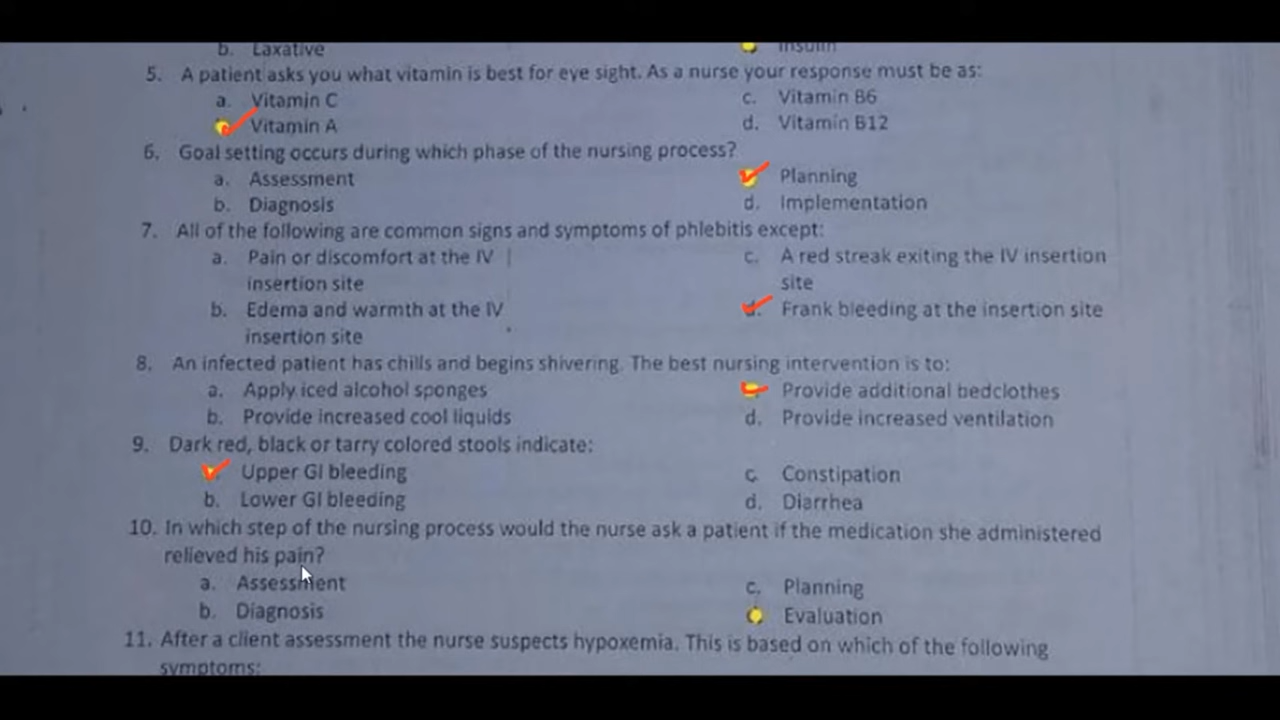 b. Laxative
Insulin
5. A patient asks you what vitamin is best for eye sight. As a nurse your response must be as:
a. Vitamin C
c. Vitamin B6
Vitamin A
d. Vitamin B12
6. Goal setting occurs during which phase of the nursing process?
a. Assessment
Planning
b. Diagnosis
d. Implementation
7. All of the following are common signs and symptoms of phlebitis except:
a. Pain or discomfort at the IV
insertion site
c. A red streak exiting the IV insertion
site
b. Edema and warmth at the IV
insertion site
d. Frank bleeding at the insertion site
8. An infected patient has chills and begins shivering. The best nursing intervention is to:
a. Apply iced alcohol sponges
Provide additional bedclothes
b. Provide increased cool liquids
d. Provide increased ventilation
9. Dark red, black or tarry colored stools indicate:
Upper GI bleeding
c. Constipation
b. Lower GI bleeding
d. Diarrhea
10. In which step of the nursing process would the nurse ask a patient if the medication she administered
relieved his pain?
a. Assessment
c. Planning
b. Diagnosis
Evaluation
11. After a client assessment the nurse suspects hypoxemia. This is based on which of the following
symptoms: